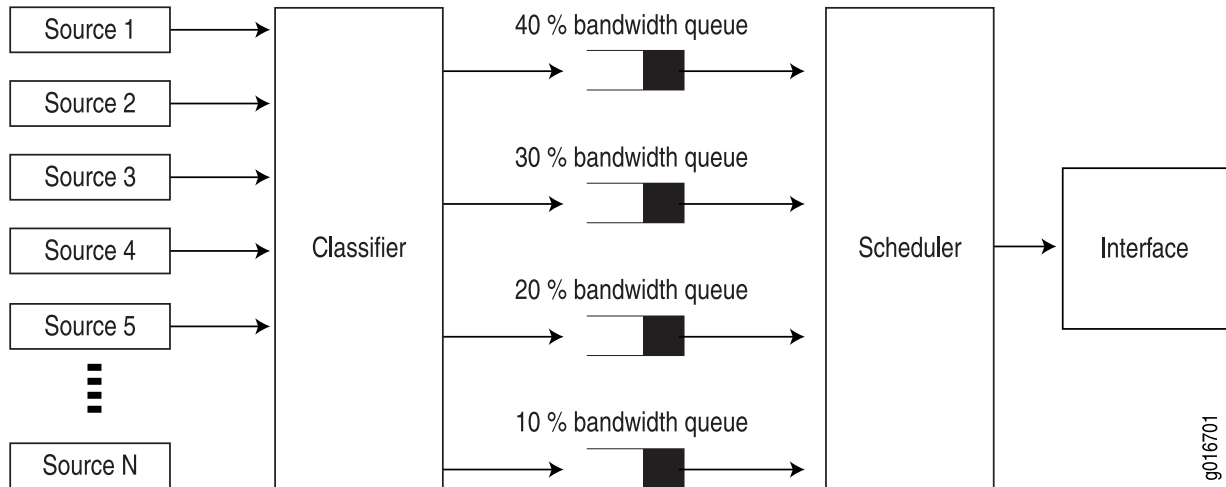 Source 1
Source 2
Source 3
Source 4
Source 5
Source N
Classifier
40 % bandwidth queue
30 % bandwidth queue
20 % bandwidth queue
10 % bandwidth queue
Scheduler
Interface
g016701